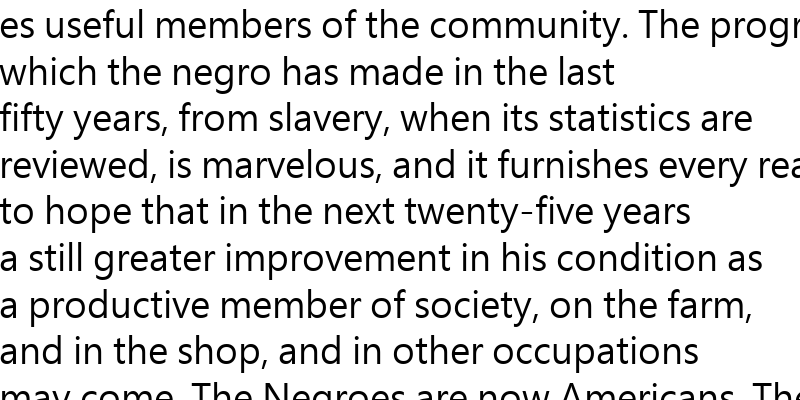 es useful members of the community. The progr
which the negro has made in the last
fifty years, from slavery, when its statistics are
reviewed, is marvelous, and it furnishes every rea
to hope that in the next twenty-five years
a still greater improvement in his condition as
a productive member of society, on the farm,
and in the shop, and in other occupations
may come. The Negroes are now Americans. The